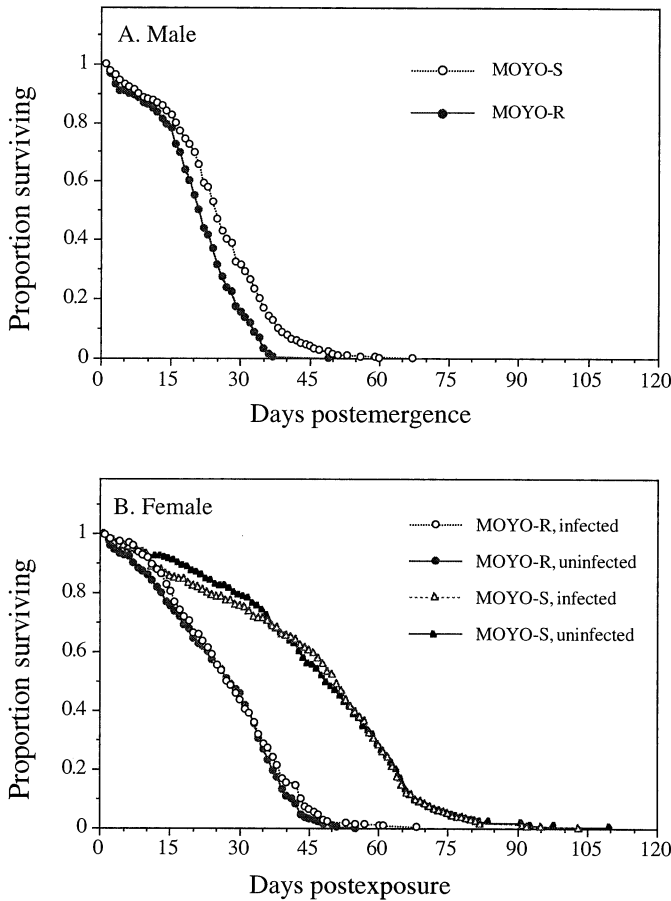 A. Male
MOYO-S
MOYO-R
Proportion surviving
1
0.8
0.6
0.4
0.2
0
0 15 30 45 60 75 90 105 120
Days postemergence
B. Female
MOYO-R, infected
MOYO-R, uninfected
MOYO-S, infected
MOYO-S, uninfected
Proportion surviving
1
0.8
0.6
0.4
0.2
0
0 15 30 45 60 75 90 105 120
Days postexposure